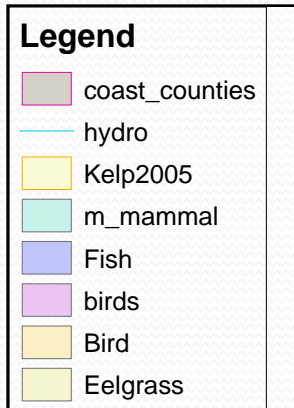 Legend
coast_counties
hydro
Kelp2005
m_mammal
Fish
birds
Bird
Eelgrass